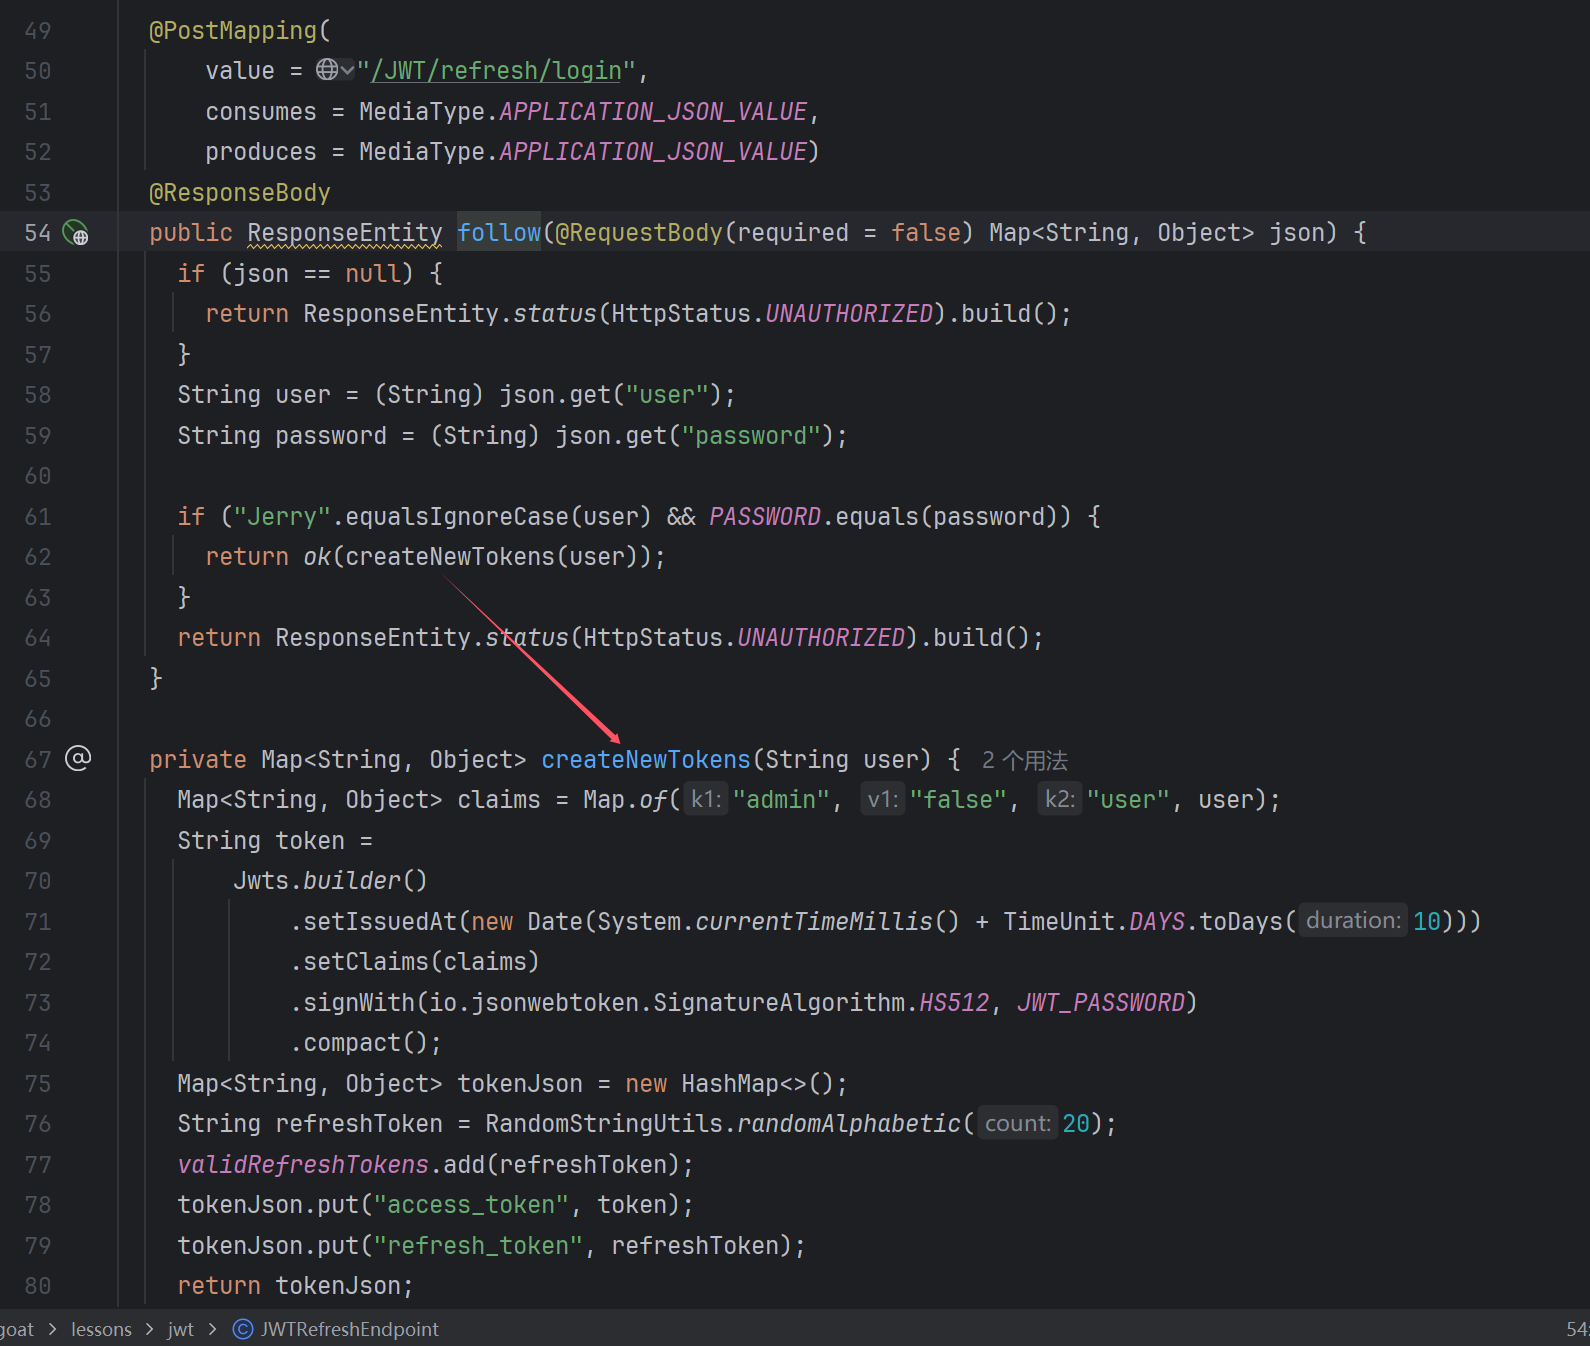 49 @PostMapping(
50 value = "/JWT/refresh/login",
51 consumes = MediaType.APPLICATION_JSON_VALUE,
52 produces = MediaType.APPLICATION_JSON_VALUE)
53 @ResponseBody
54 public ResponseEntity follow(@RequestBody(required = false) Map<String, Object> json) {
55 if (json == null) {
56 return ResponseEntity.status(HttpStatus.UNAUTHORIZED).build();
57 }
58 String user = (String) json.get("user");
59 String password = (String) json.get("password");
60
61 if ("Jerry".equalsIgnoreCase(user) && PASSWORD.equals(password)) {
62 return ok(createNewTokens(user));
63 }
64 return ResponseEntity.status(HttpStatus.UNAUTHORIZED).build();
65 }
66
67 @ private Map<String, Object> createNewTokens(String user) { 2 个用法
68 Map<String, Object> claims = Map.of( k1: "admin", v1: "false", k2: "user", user);
69 String token =
70 Jwts.builder()
71 .setIssuedAt(new Date(System.currentTimeMillis() + TimeUnit.DAYS.toDays( duration: 10)))
72 .setClaims(claims)
73 .signWith(io.jsonwebtoken.SignatureAlgorithm.HS512, JWT_PASSWORD)
74 .compact();
75 Map<String, Object> tokenJson = new HashMap<>();
76 String refreshToken = RandomStringUtils.randomAlphabetic( count: 20);
77 validRefreshTokens.add(refreshToken);
78 tokenJson.put("access_token", token);
79 tokenJson.put("refresh_token", refreshToken);
80 return tokenJson;
goat > lessons > jwt > © JWTRefreshEndpoint 54: